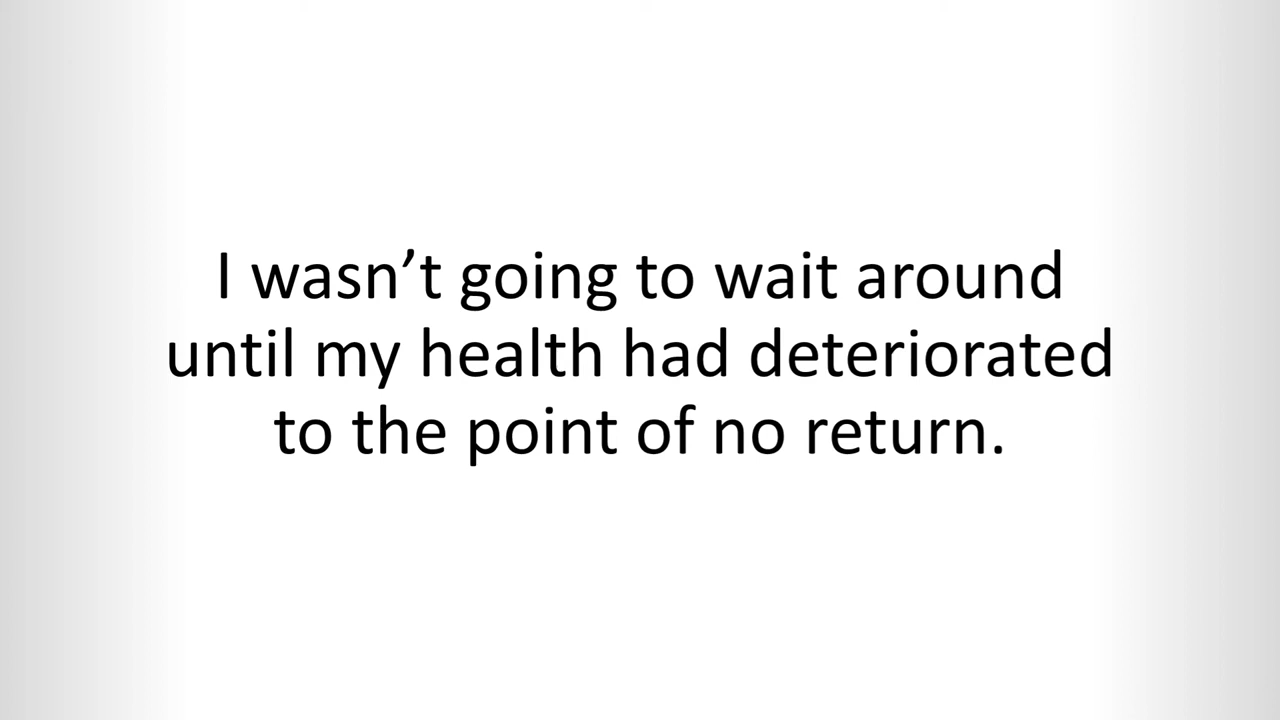 I wasn’t going to wait around
until my health had deteriorated
to the point of no return.